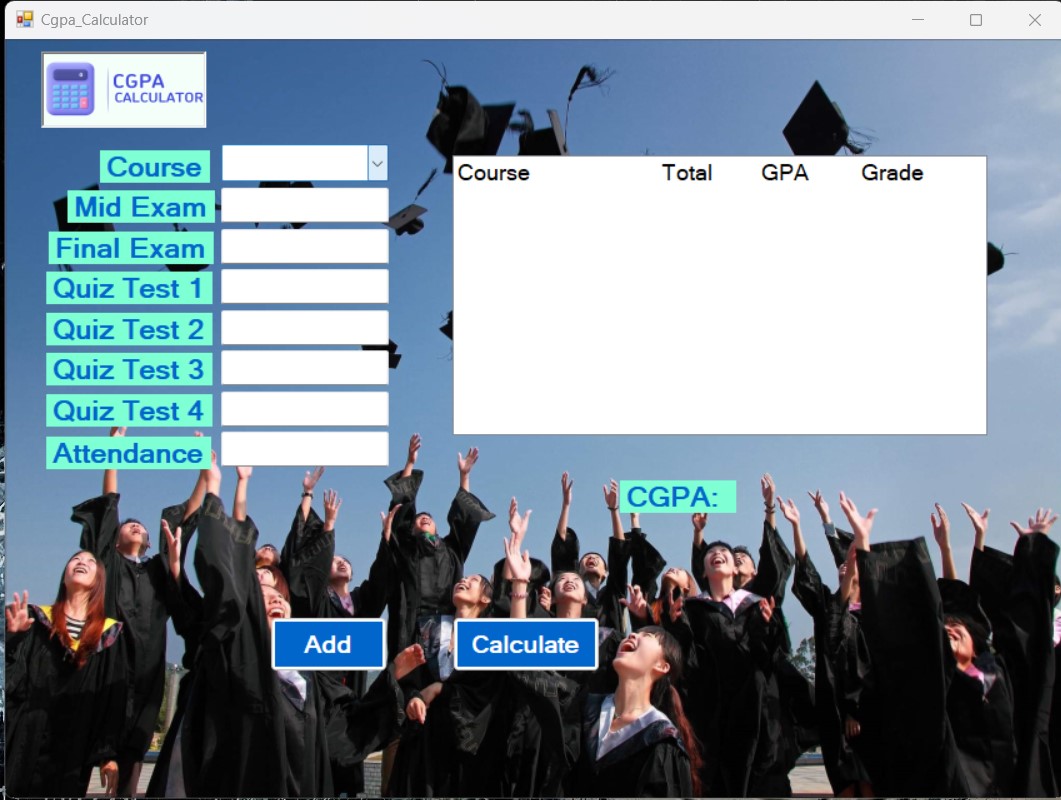 Cgpa_Calculator
CGPA
CALCULATOR
Course
Mid Exam
Final Exam
Quiz Test 1
Quiz Test 2
Quiz Test 3
Quiz Test 4
Attendance
Course Total GPA Grade
CGPA:
Add
Calculate